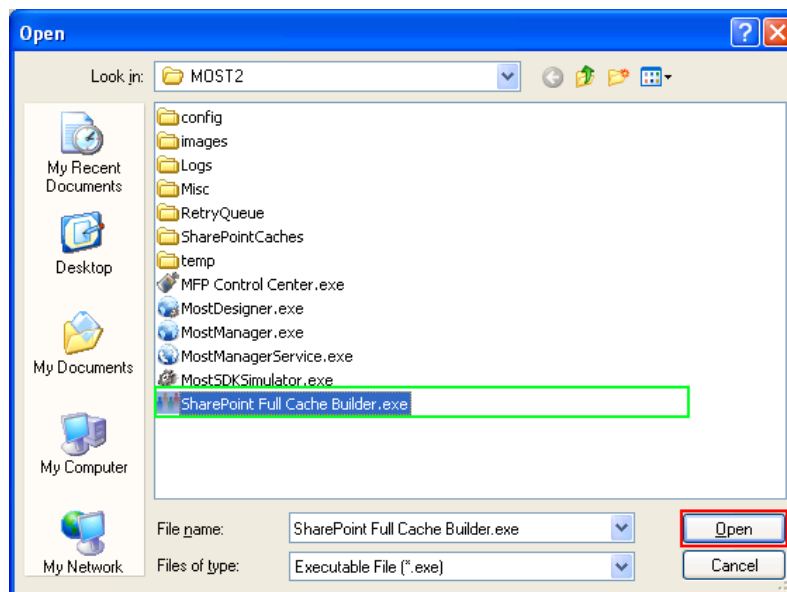 Open
Look in: MOST2
My Recent Documents
Desktop
My Documents
My Computer
My Network
config
images
Logs
Misc
RetryQueue
SharePointCaches
temp
MFP Control Center.exe
MostDesigner.exe
MostManager.exe
MostManagerService.exe
MostSDKSimulator.exe
SharePoint Full Cache Builder.exe
File name: SharePoint Full Cache Builder.exe Open
Files of type: Executable File (*.exe) Cancel